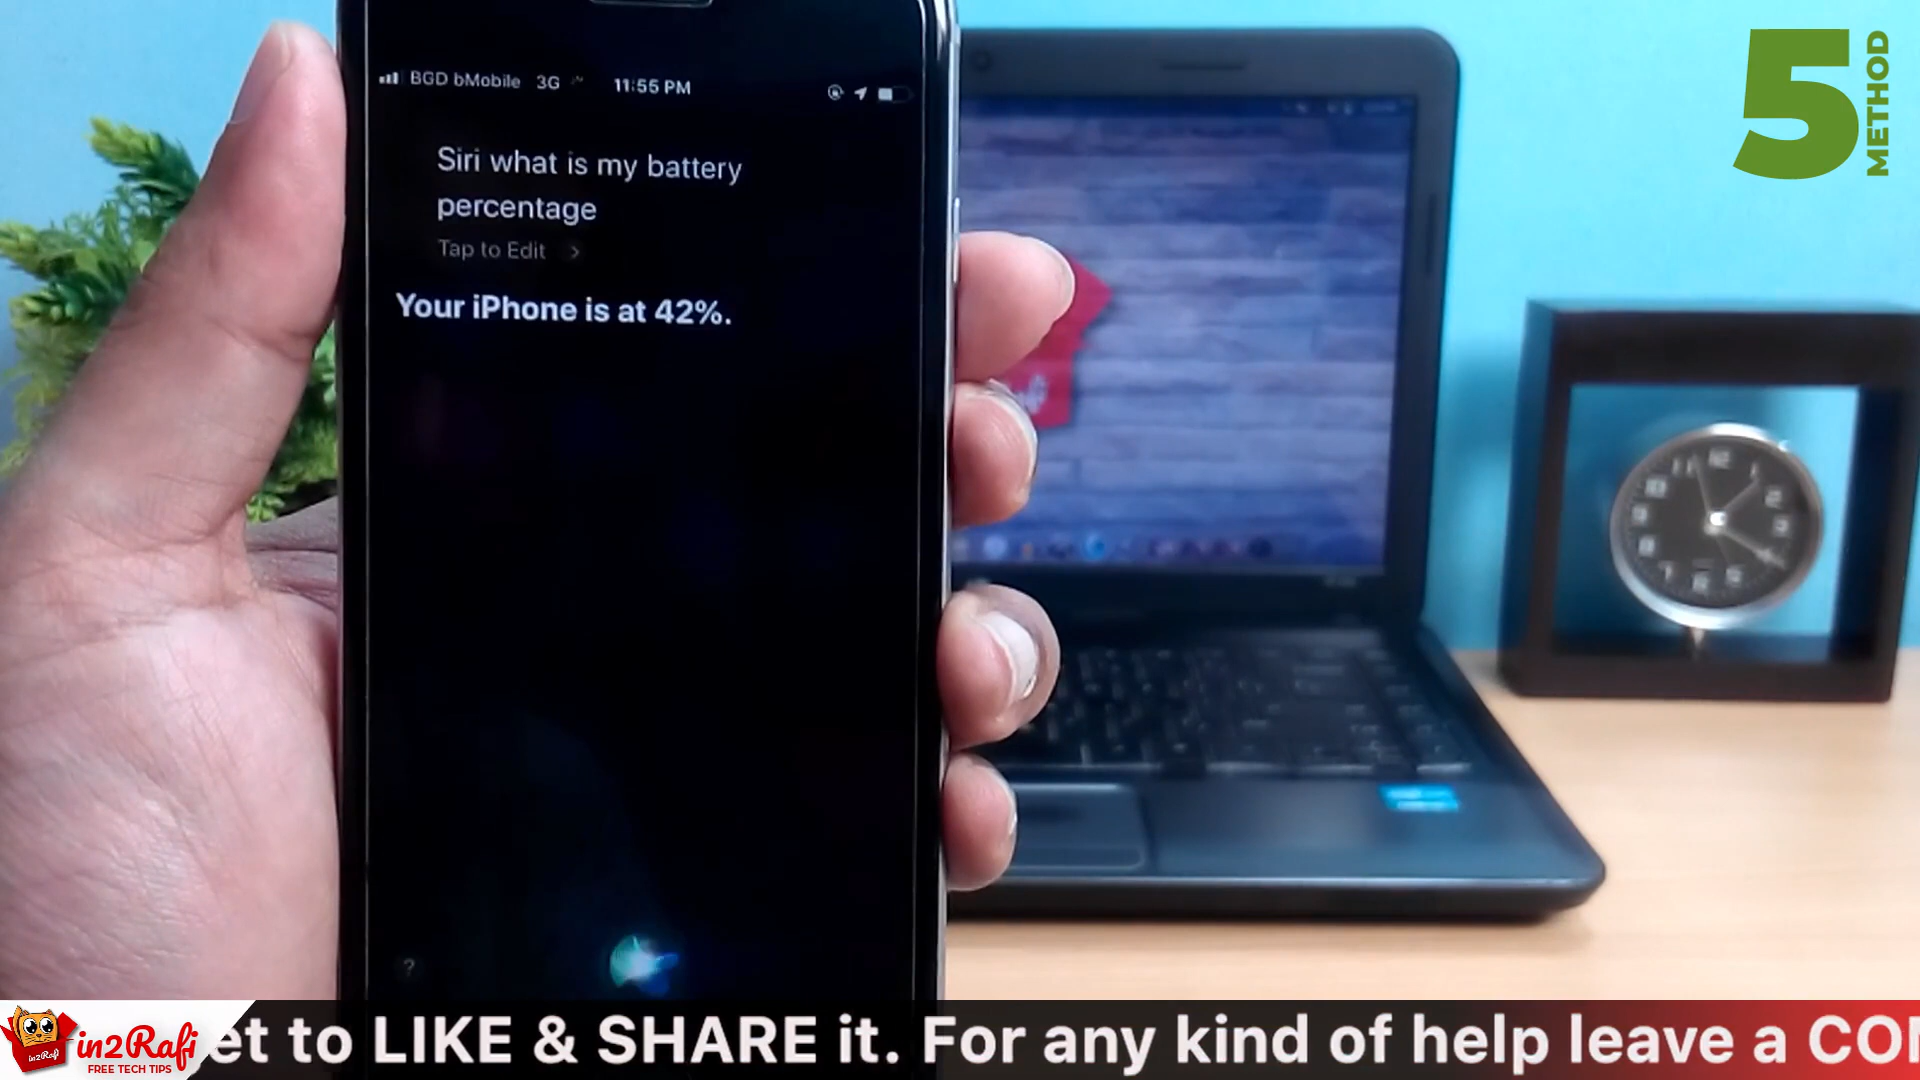 5 METHOD
BGD bMobile 3G 11:55 PM
Siri what is my battery
percentage
Tap to Edit >
Your iPhone is at 42%.
?
in2Rafi
FREE TECH TIPS
et to LIKE & SHARE it. For any kind of help leave a CO